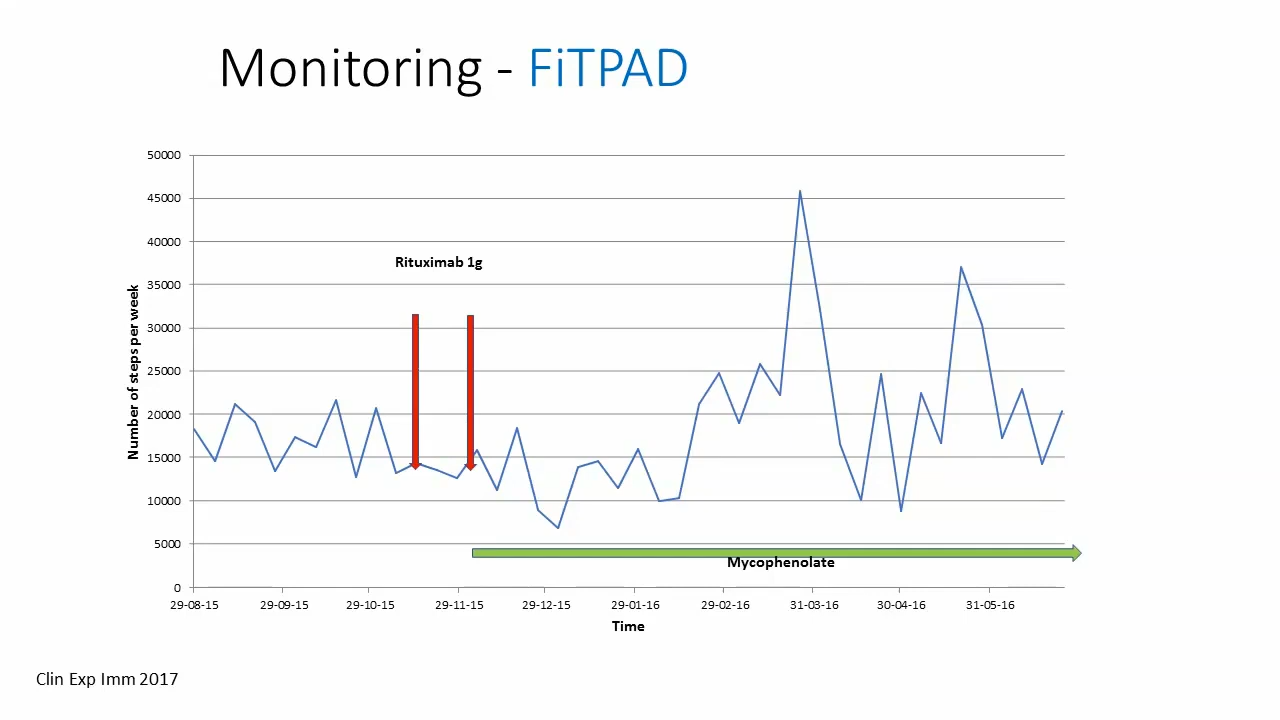 Monitoring - FiTPAD
50000
45000
40000
35000
30000
25000
20000
15000
10000
5000
0
Number of steps per week
Rituximab 1g
Mycophenolate
29-08-15 29-09-15 29-10-15 29-11-15 29-12-15 29-01-16 29-02-16 31-03-16 30-04-16 31-05-16
Time
Clin Exp Imm 2017